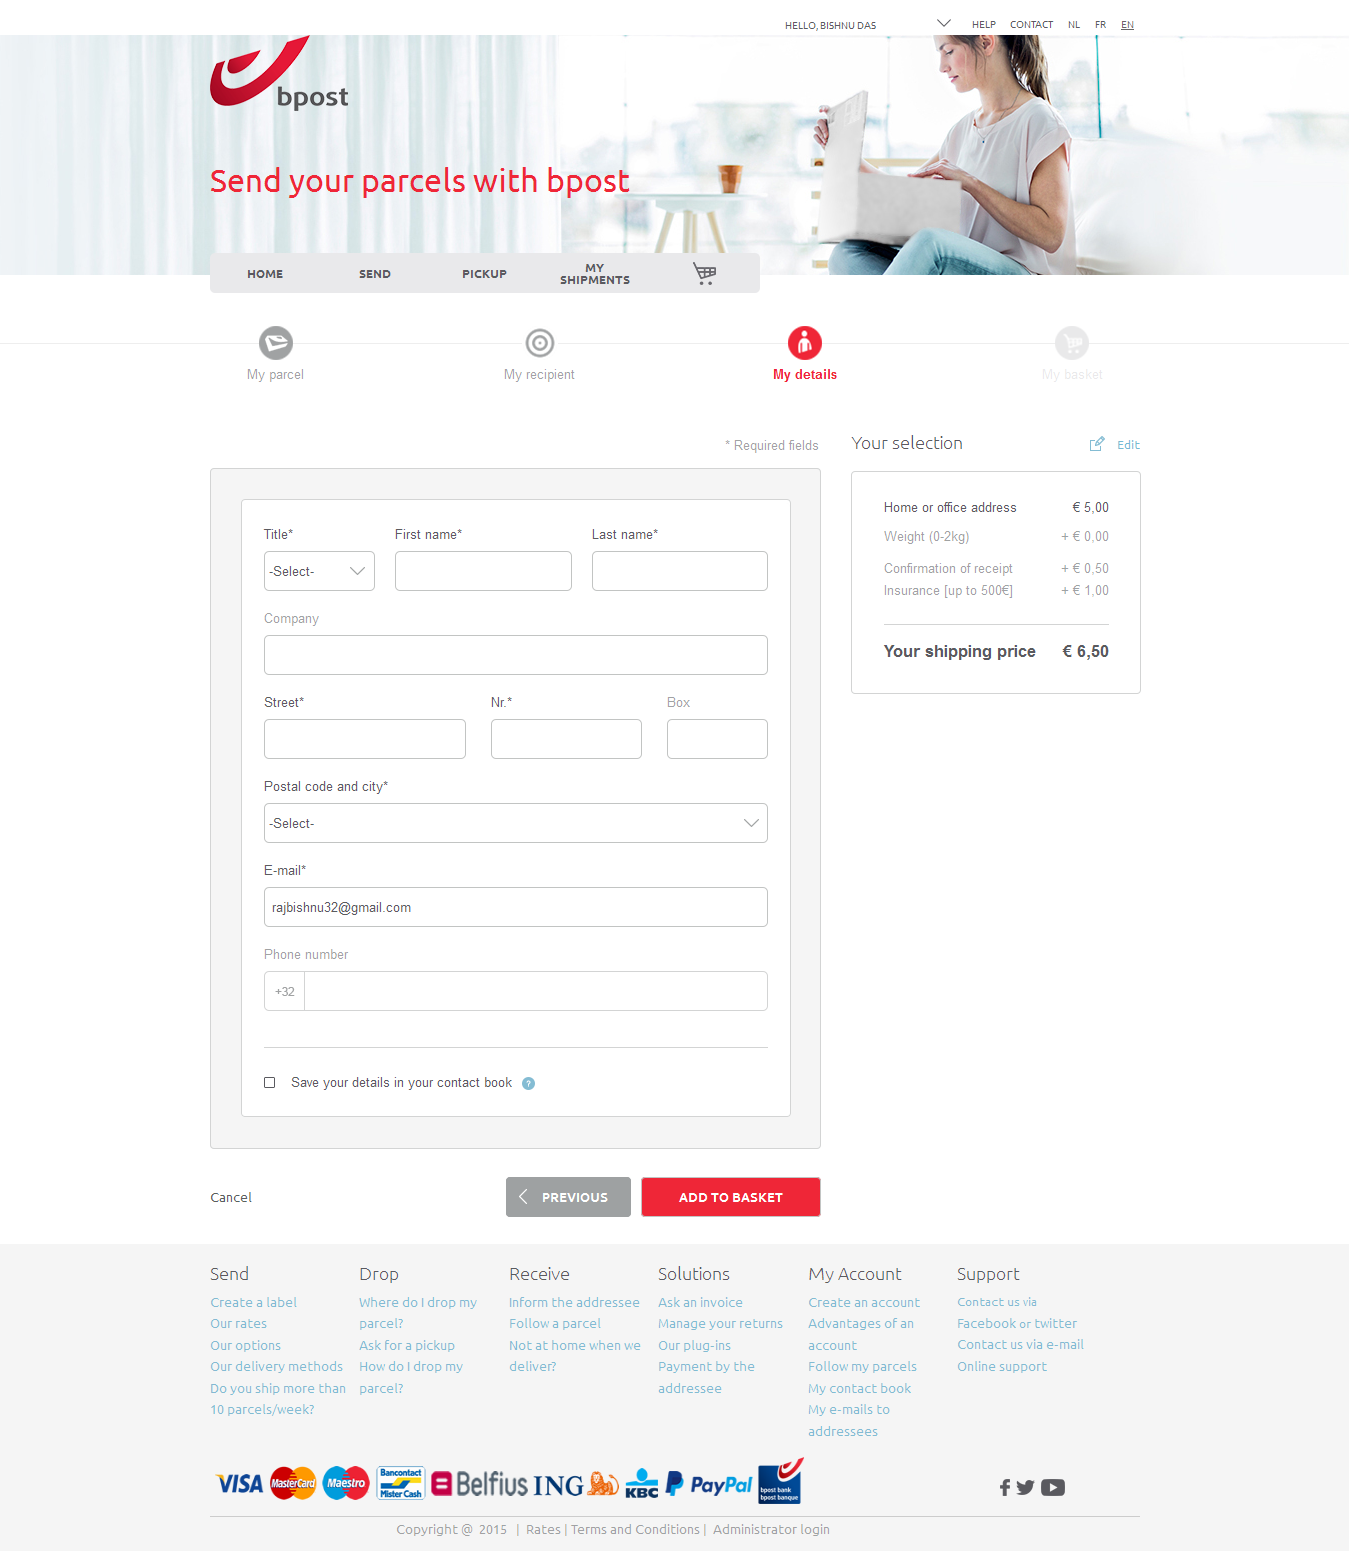 HELLO, BISHNU DAS
HELP CONTACT NL FR EN
bpost
Send your parcels with bpost
HOME SEND PICKUP MY SHIPMENTS
My parcel My recipient My details My basket
* Required fields
Your selection Edit
Title* First name* Last name*
-Select-
Company
Street* Nr.* Box
Postal code and city*
-Select-
E-mail*
rajbishnu32@gmail.com
Phone number
+32
Save your details in your contact book ?
Home or office address € 5,00
Weight (0-2kg) + € 0,00
Confirmation of receipt + € 0,50
Insurance [up to 500€] + € 1,00
Your shipping price € 6,50
Cancel PREVIOUS ADD TO BASKET
Send
Create a label
Our rates
Our options
Our delivery methods
Do you ship more than
10 parcels/week?
Drop
Where do I drop my
parcel?
Ask for a pickup
How do I drop my
parcel?
Receive
Inform the addressee
Follow a parcel
Not at home when we
deliver?
Solutions
Ask an invoice
Manage your returns
Our plug-ins
Payment by the
addressee
My Account
Create an account
Advantages of an
account
Follow my parcels
My contact book
My e-mails to
addressees
Support
Contact us via
Facebook or twitter
Contact us via e-mail
Online support
VISA MasterCard Maestro Bancontact Mister Cash Belfius ING KBC PayPal bpost bank bpost banque
Copyright @ 2015 | Rates | Terms and Conditions | Administrator login